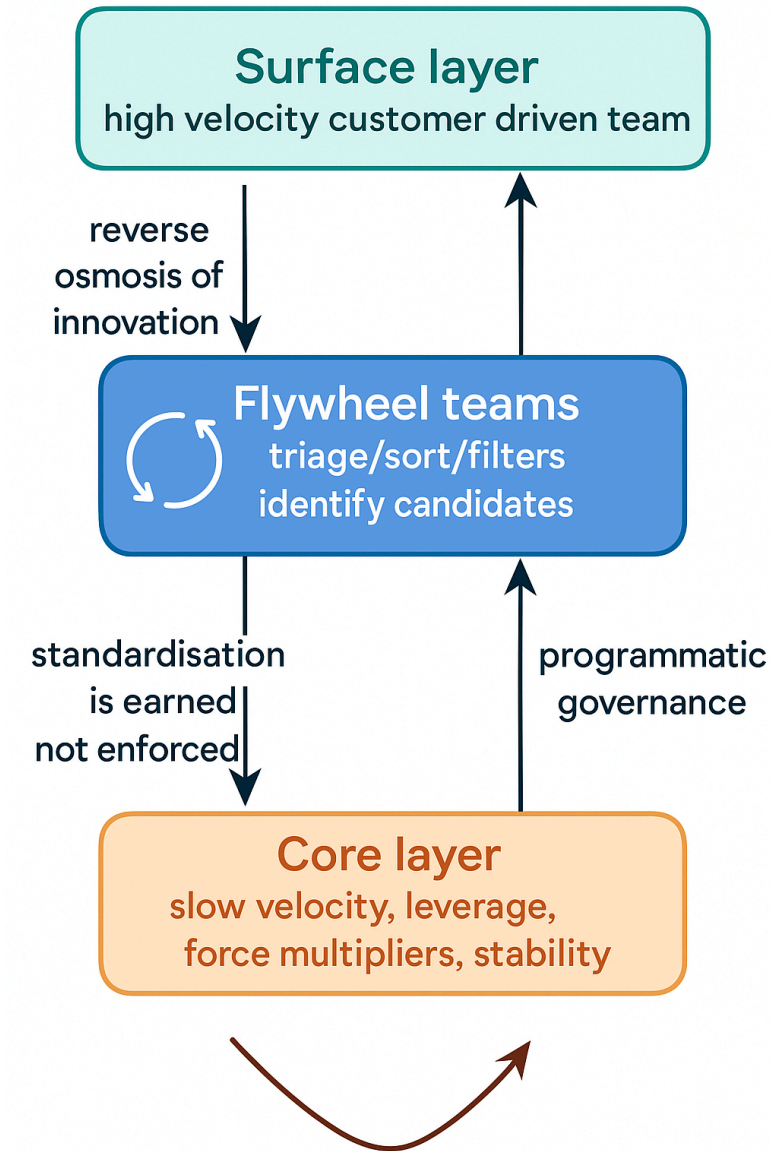 Surface layer
high velocity customer driven team
reverse
osmosis of
innovation
Flywheel teams
triage/sort/filters
identify candidates
standardisation
is earned
not enforced
programmatic
governance
Core layer
slow velocity, leverage,
force multipliers, stability